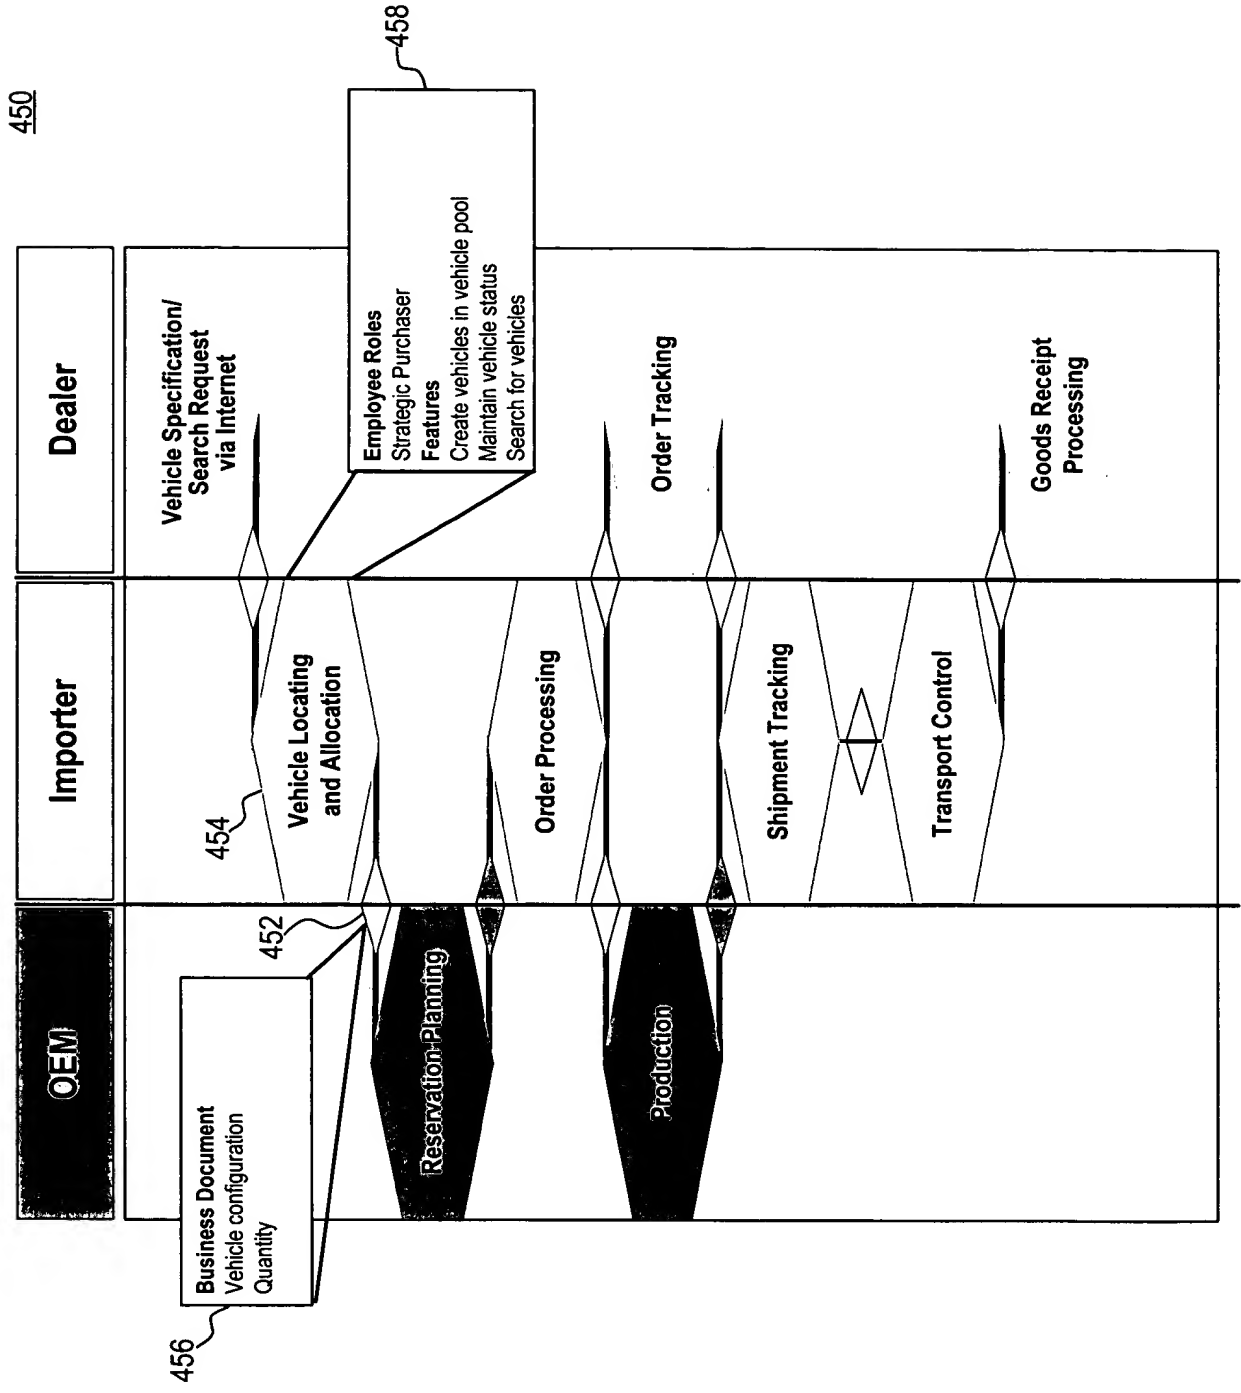 450
OEM
Importer
Dealer
456
Business Document
Vehicle configuration
Quantity
452
454
458
Employee Roles
Strategic Purchaser
Features
Create vehicles in vehicle pool
Maintain vehicle status
Search for vehicles
Vehicle Specification/
Search Request
via Internet
Vehicle Locating
and Allocation
Reservation-Planning
Order Processing
Production
Order Tracking
Shipment Tracking
Transport Control
Goods Receipt
Processing